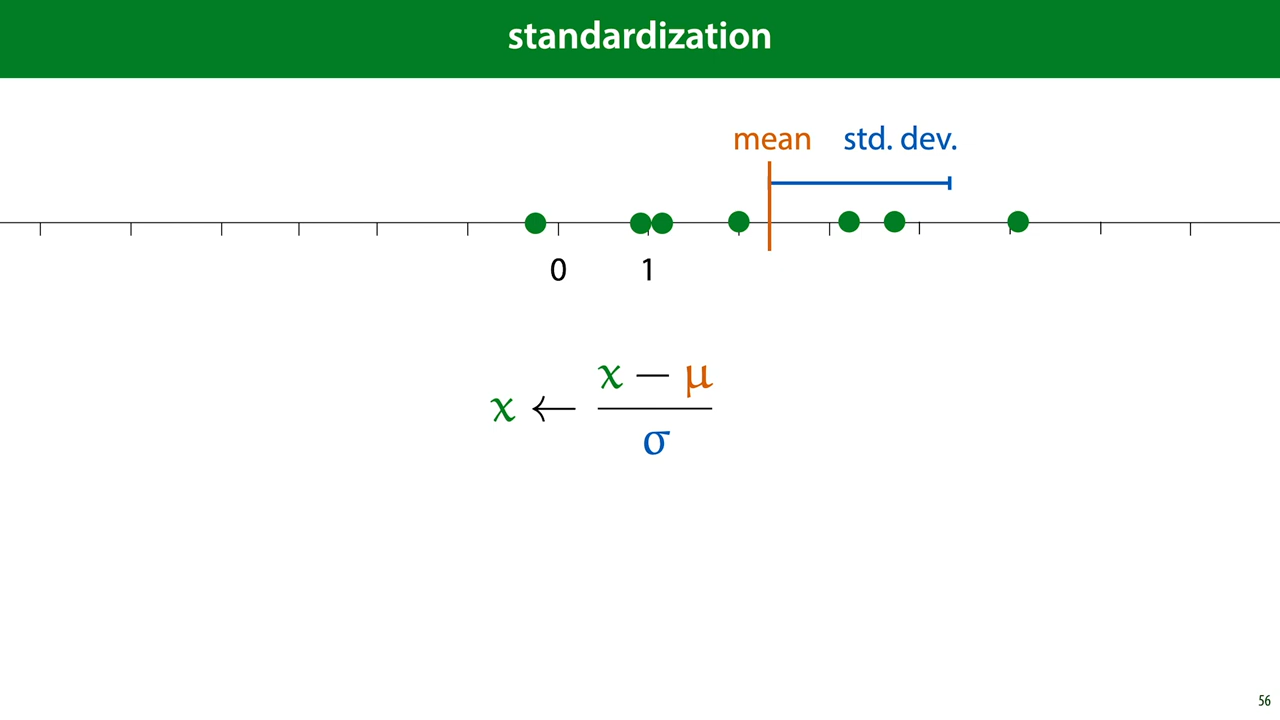 standardization
mean std. dev.
0 1
x ← x − μ
σ
56